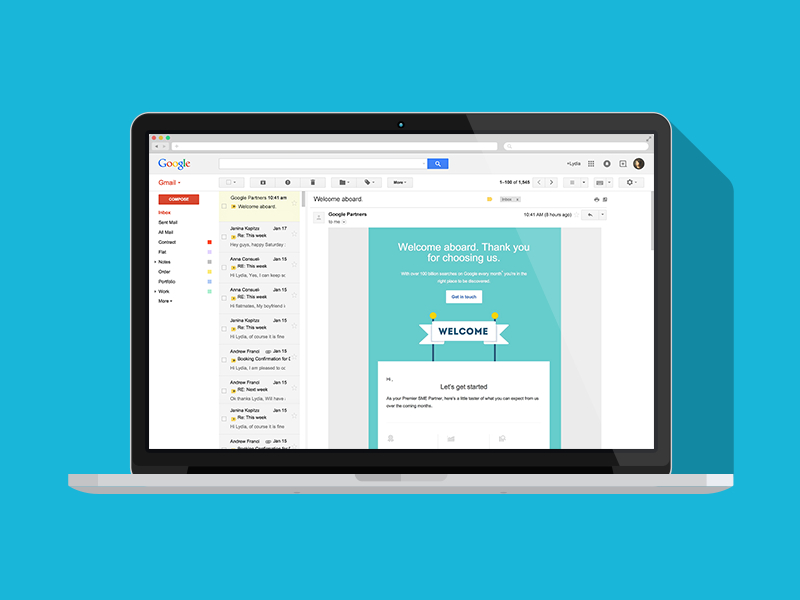 Google
+Lydia
Gmail
More
1–100 of 1,548
COMPOSE
Inbox
Sent Mail
All Mail
Contract
Flat
Notes
Order
Portfolio
Work
More
Google Partners 10:41 am
Welcome aboard.
Janina Kapitza Jan 17
Re: This week
Hey guys, happy Saturday
Anna Consuel Jan 15
Re: This week
Hi Lydia, Yes, I can keep
Anna Consuel Jan 15
Re: This week
Hi flatmates, My boyfriend
Janina Kapitza Jan 15
Re: This week
Hi Lydia, of course it is fine
Andrew Franci Jan 15
Booking Confirmation for
Hi Lydia, I am pleased to
Andrew Franci Jan 15
RE: Next week
Ok thanks Lydia, Will have
Janina Kapitza Jan 15
Re: This week
Hi Lydia, of course it is fine
Andrew Franci Jan 15
Booking Confirmation for
Welcome aboard
Inbox x
Google Partners
to me
10:41 AM (8 hours ago)
Welcome aboard. Thank you
for choosing us.
With over 100 billion searches on Google every month* you're in the
right place to be discovered
Get in touch
WELCOME
Hi ,
Let's get started
As your Premier SME Partner, here's a little taster of what you can expect from us
over the coming months.